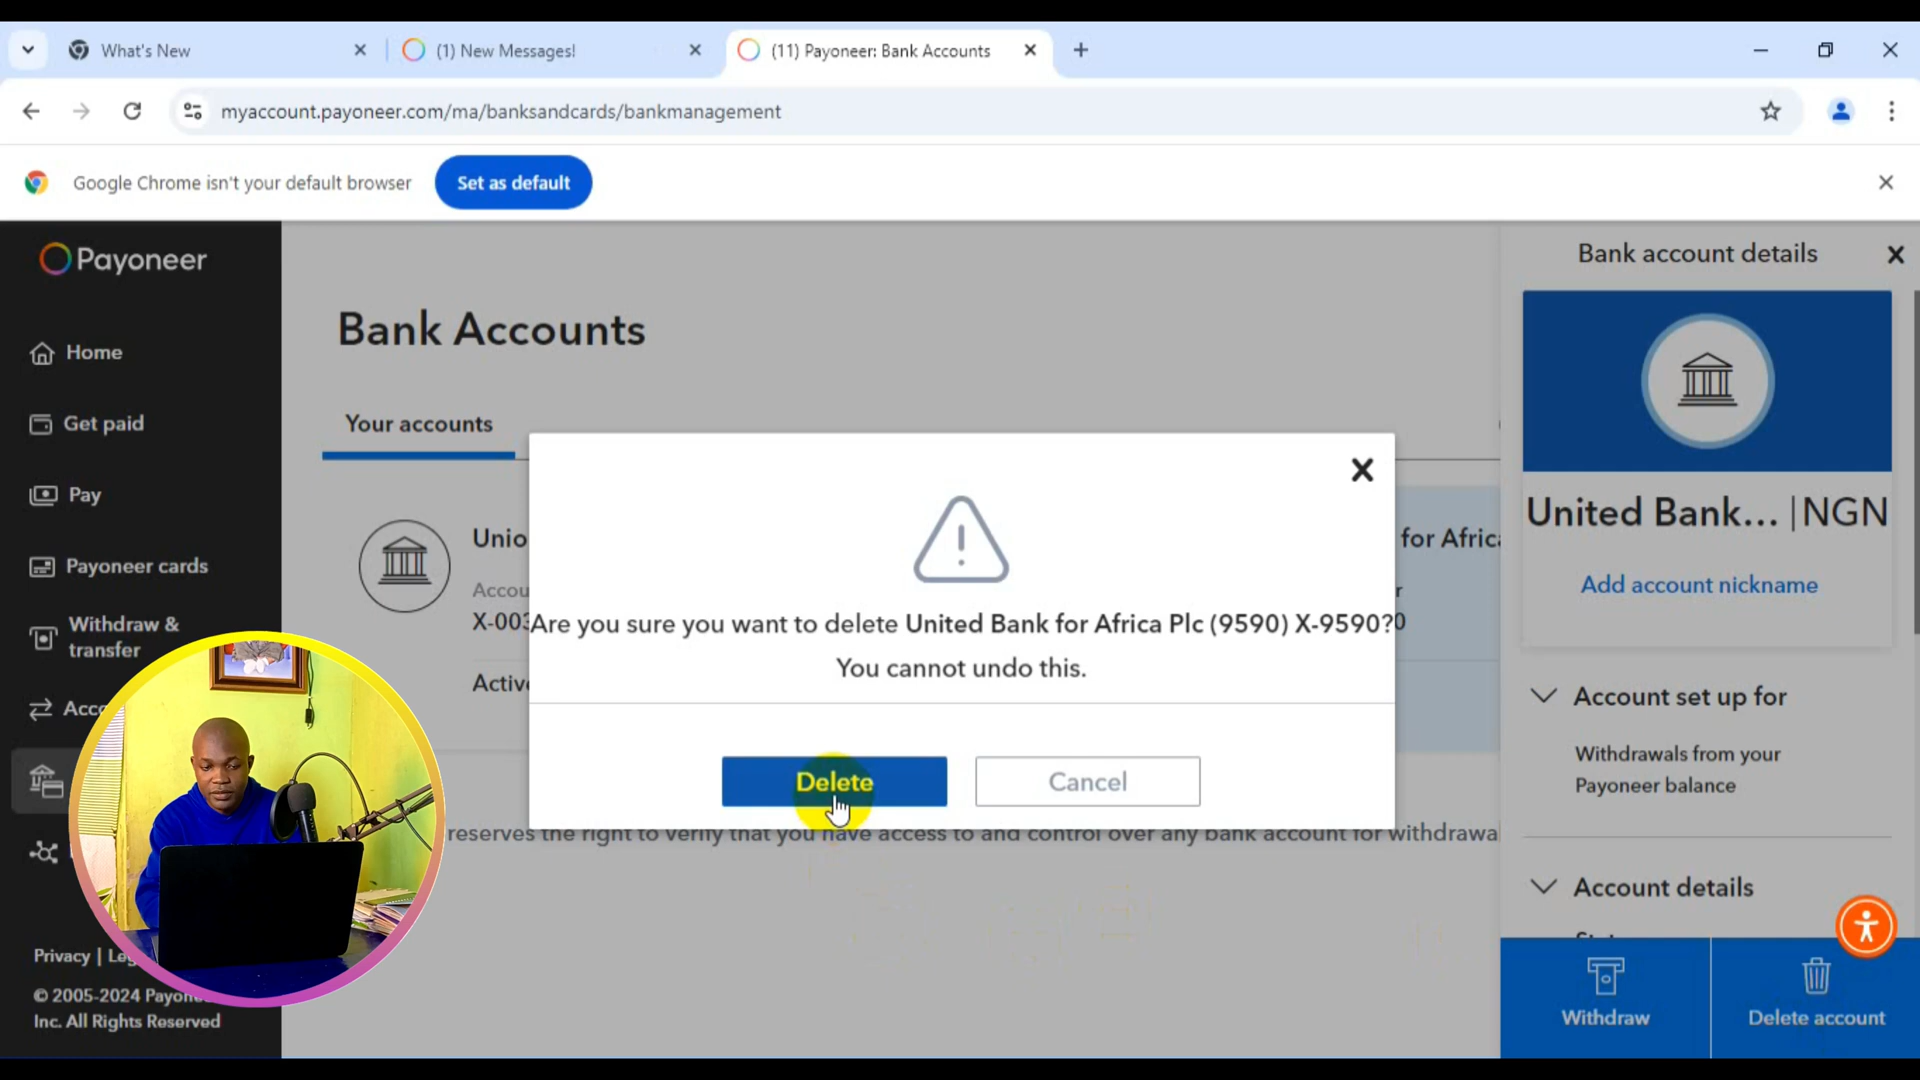 What's New
(1) New Messages!
(11) Payoneer: Bank Accounts
myaccount.payoneer.com/ma/banksandcards/bankmanagement
Google Chrome isn't your default browser
Set as default
Payoneer
Home
Get paid
Pay
Payoneer cards
Withdraw &
transfer
Privacy |
© 2005-2024
Inc. All Rights Reserved
Bank Accounts
Your accounts
X-003
for Africa
Are you sure you want to delete United Bank for Africa Plc (9590) X-9590?
You cannot undo this.
Delete
Cancel
reserves the right to verify that you have access to and control over any bank account for withdrawal
Bank account details
United Bank... |NGN
Add account nickname
Account set up for
Withdrawals from your
Payoneer balance
Account details
Withdraw
Delete account